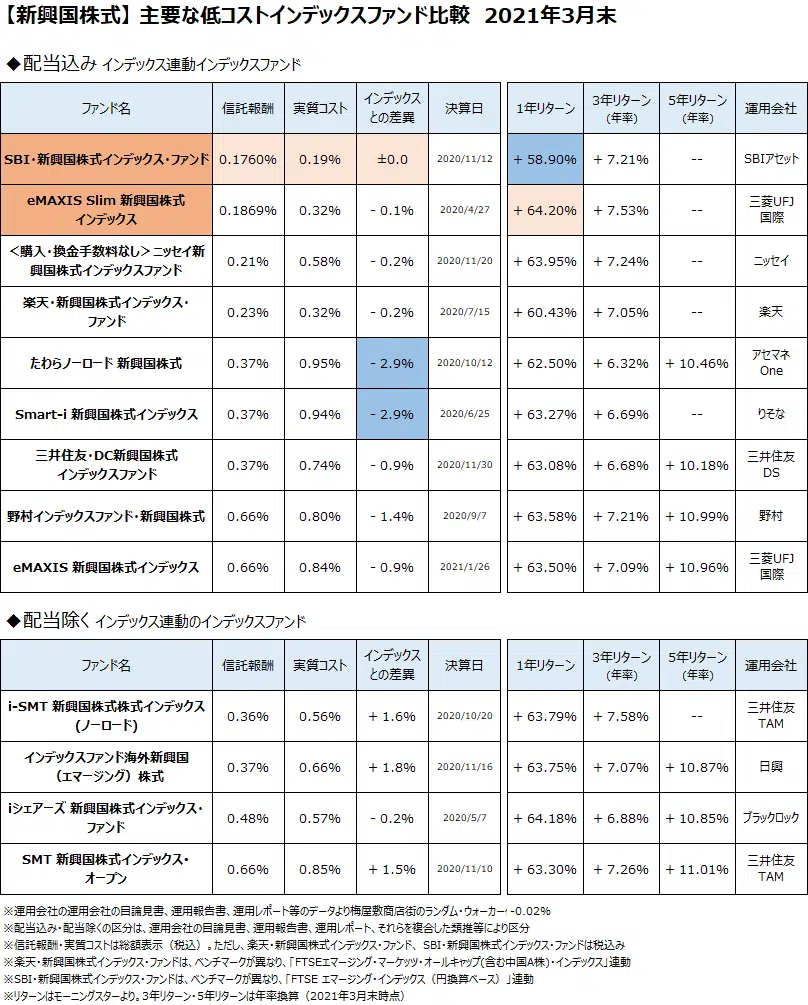 【新興国株式】 主要な低コストインデックスファンド比較 2021年3月末
◆配当込み インデックス連動インデックスファンド
ファンド名 信託報酬 実質コスト インデックスとの差異 決算日 1年リターン 3年リターン(年率) 5年リターン(年率) 運用会社
SBI・新興国株式インデックス・ファンド 0.1760% 0.19% ±0.0 2020/11/12 + 58.90% + 7.21% -- SBIアセット
eMAXIS Slim 新興国株式インデックス 0.1869% 0.32% - 0.1% 2020/4/27 + 64.20% + 7.53% -- 三菱UFJ国際
<購入・換金手数料なし>ニッセイ新興国株式インデックスファンド 0.21% 0.58% - 0.2% 2020/11/20 + 63.95% + 7.24% -- ニッセイ
楽天・新興国株式インデックス・ファンド 0.23% 0.32% - 0.2% 2020/7/15 + 60.43% + 7.05% -- 楽天
たわらノーロード 新興国株式 0.37% 0.95% - 2.9% 2020/10/12 + 62.50% + 6.32% + 10.46% アセマネOne
Smart-i 新興国株式インデックス 0.37% 0.94% - 2.9% 2020/6/25 + 63.27% + 6.69% -- りそな
三井住友・DC新興国株式インデックスファンド 0.37% 0.74% - 0.9% 2020/11/30 + 63.08% + 6.68% + 10.18% 三井住友DS
野村インデックスファンド・新興国株式 0.66% 0.80% - 1.4% 2020/9/7 + 63.58% + 7.21% + 10.99% 野村
eMAXIS 新興国株式インデックス 0.66% 0.84% - 0.9% 2021/1/26 + 63.50% + 7.09% + 10.96% 三菱UFJ国際
◆配当除く インデックス連動のインデックスファンド
ファンド名 信託報酬 実質コスト インデックスとの差異 決算日 1年リターン 3年リターン(年率) 5年リターン(年率) 運用会社
i-SMT 新興国株式株式インデックス(ノーロード) 0.36% 0.56% + 1.6% 2020/10/20 + 63.79% + 7.58% -- 三井住友TAM
インデックスファンド海外新興国(エマージング)株式 0.37% 0.66% + 1.8% 2020/11/16 + 63.75% + 7.07% + 10.87% 日興
iシェアーズ 新興国株式インデックス・ファンド 0.48% 0.57% - 0.2% 2020/5/7 + 64.18% + 6.88% + 10.85% ブラックロック
SMT 新興国株式インデックス・オープン 0.66% 0.85% + 1.5% 2020/11/10 + 63.30% + 7.26% + 11.01% 三井住友TAM
※運用会社の運用会社の目論見書、運用報告書、運用レポート等のデータより梅屋敷商店街のランダム・ウォーカー -0.02%
※配当込み・配当除くの区分は、運用会社の目論見書、運用報告書、運用レポート、それらを複合した類推等により区分
※信託報酬・実質コストは総額表示(税込)。ただし、楽天・新興国株式インデックス・ファンド、SBI・新興国株式インデックス・ファンドは税込み
※楽天・新興国株式インデックス・ファンドは、ベンチマークが異なり、「FTSEエマージング・マーケッツ・オールキャップ(含む中国A株)・インデックス」連動
※SBI・新興国株式インデックス・ファンドは、ベンチマークが異なり、「FTSE エマージング・インデックス(円換算ベース)」連動
※リターンはモーニングスターより。3年リターン・5年リターンは年率換算(2021年3月末時点)